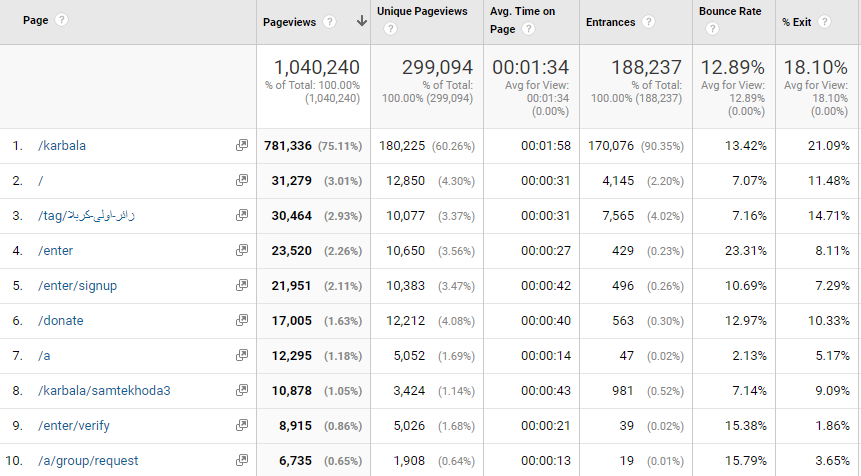 Page ? Pageviews ? Unique Pageviews ? Avg. Time on Page ? Entrances ? Bounce Rate ? % Exit ?
1,040,240 299,094 00:01:34 188,237 12.89% 18.10%
% of Total: 100.00% (1,040,240) % of Total: 100.00% (299,094) Avg for View: 00:01:34 (0.00%) % of Total: 100.00% (188,237) Avg for View: 12.89% (0.00%) Avg for View: 18.10% (0.00%)
1. /karbala 781,336 (75.11%) 180,225 (60.26%) 00:01:58 170,076 (90.35%) 13.42% 21.09%
2. / 31,279 (3.01%) 12,850 (4.30%) 00:00:31 4,145 (2.20%) 7.07% 11.48%
3. /tag/زائر-اولی-کربلا 30,464 (2.93%) 10,077 (3.37%) 00:00:31 7,565 (4.02%) 7.16% 14.71%
4. /enter 23,520 (2.26%) 10,650 (3.56%) 00:00:27 429 (0.23%) 23.31% 8.11%
5. /enter/signup 21,951 (2.11%) 10,383 (3.47%) 00:00:42 496 (0.26%) 10.69% 7.29%
6. /donate 17,005 (1.63%) 12,212 (4.08%) 00:00:40 563 (0.30%) 12.97% 10.33%
7. /a 12,295 (1.18%) 5,052 (1.69%) 00:00:14 47 (0.02%) 2.13% 5.17%
8. /karbala/samtekhoda3 10,878 (1.05%) 3,424 (1.14%) 00:00:43 981 (0.52%) 7.14% 9.09%
9. /enter/verify 8,915 (0.86%) 5,026 (1.68%) 00:00:21 39 (0.02%) 15.38% 1.86%
10. /a/group/request 6,735 (0.65%) 1,908 (0.64%) 00:00:13 19 (0.01%) 15.79% 3.65%